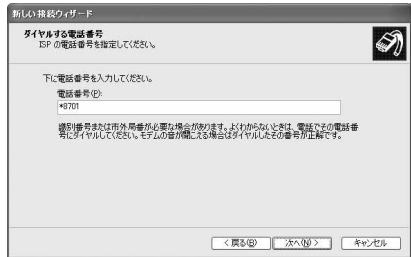 新しい接続ウィザード
ダイヤルする電話番号
ISP の電話番号を指定してください。
下に電話番号を入力してください。
電話番号(P):
*8701
識別番号または市外局番が必要な場合があります。よくわからないときは、電話でその電話番
号にダイヤルしてください。モデムの音が聞こえる場合はダイヤルしたその番号が正解です。
< 戻る(B)
次へ(N) >
キャンセル